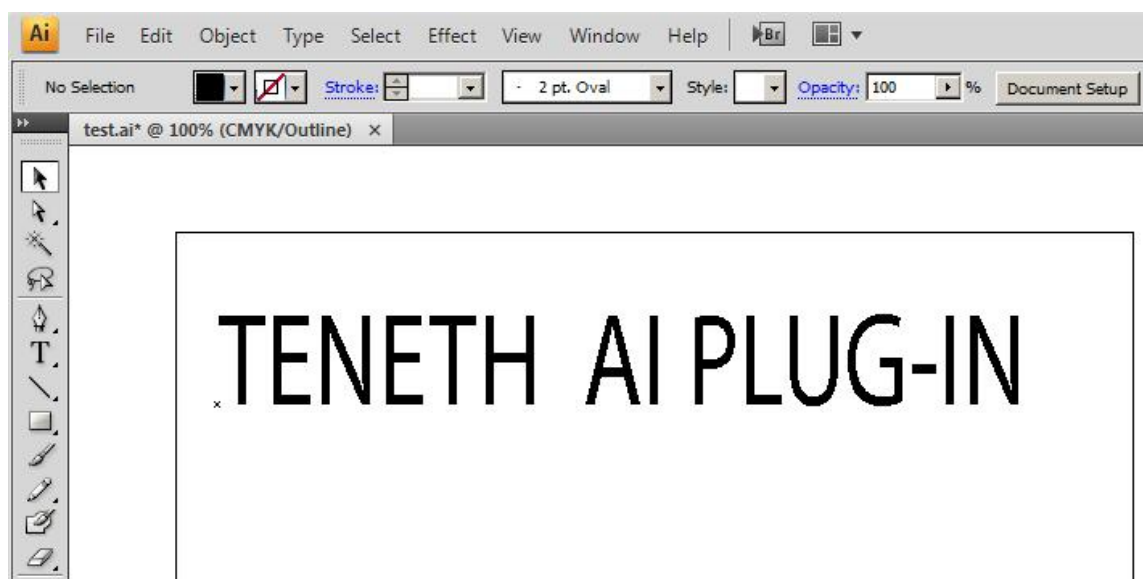 Ai File Edit Object Type Select Effect View Window Help Br
No Selection Stroke: 2 pt. Oval Style: Opacity: 100 % Document Setup
test.ai* @ 100% (CMYK/Outline) ×
TENETH AI PLUG-IN
T